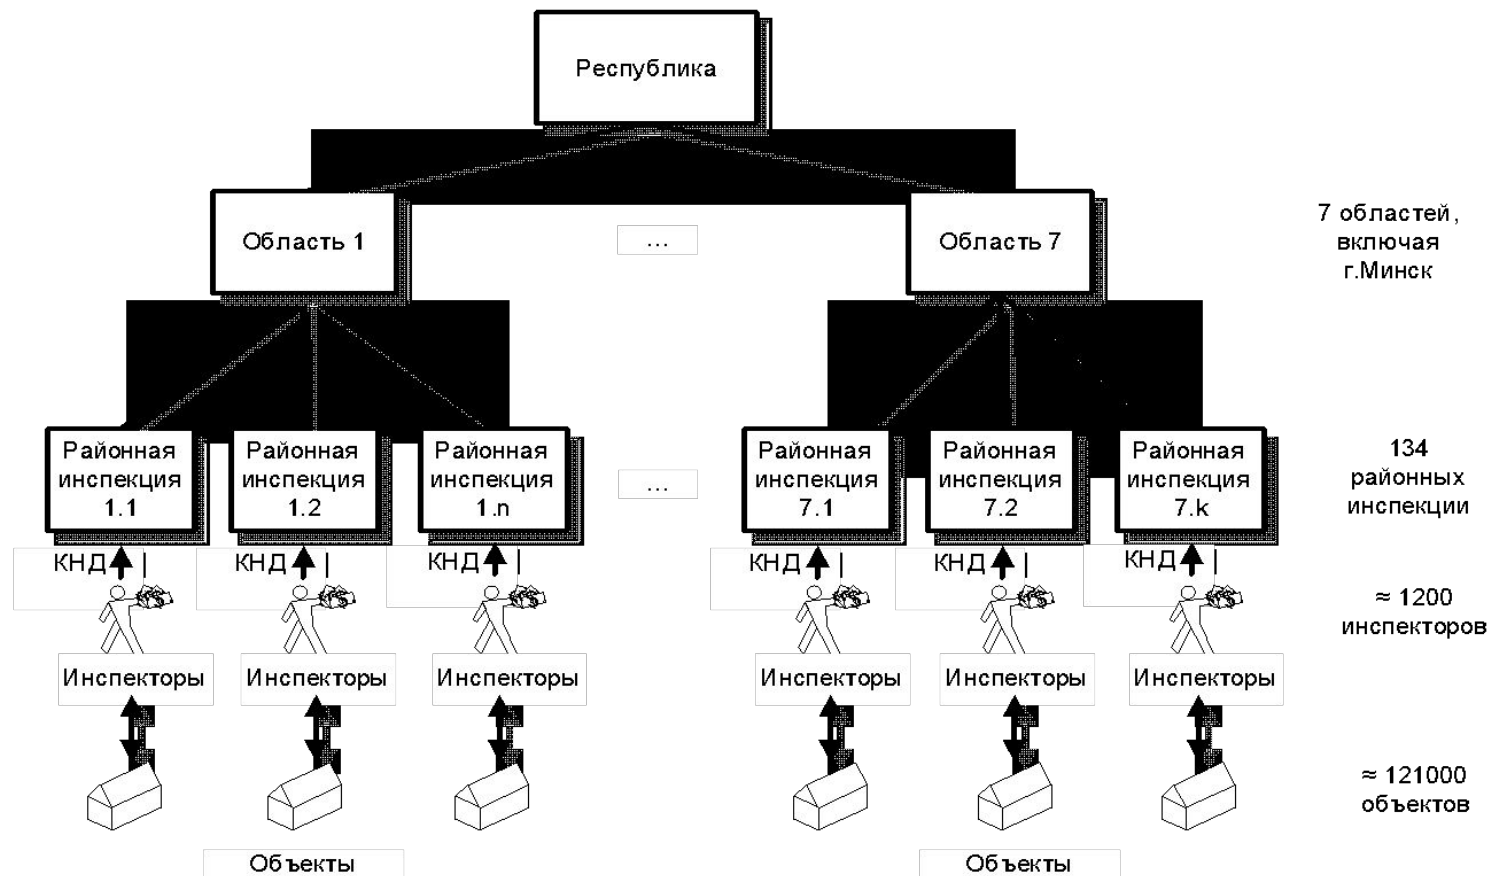 Республика
Область 1
...
Область 7
7 областей,
включая
г.Минск
Районная
инспекция
1.1
Районная
инспекция
1.2
Районная
инспекция
1.n
...
Районная
инспекция
7.1
Районная
инспекция
7.2
Районная
инспекция
7.k
134
районных
инспекции
КНД
КНД
КНД
КНД
КНД
КНД
≈ 1200
инспекторов
Инспекторы
Инспекторы
Инспекторы
Инспекторы
Инспекторы
Инспекторы
≈ 121000
объектов
Объекты
Объекты